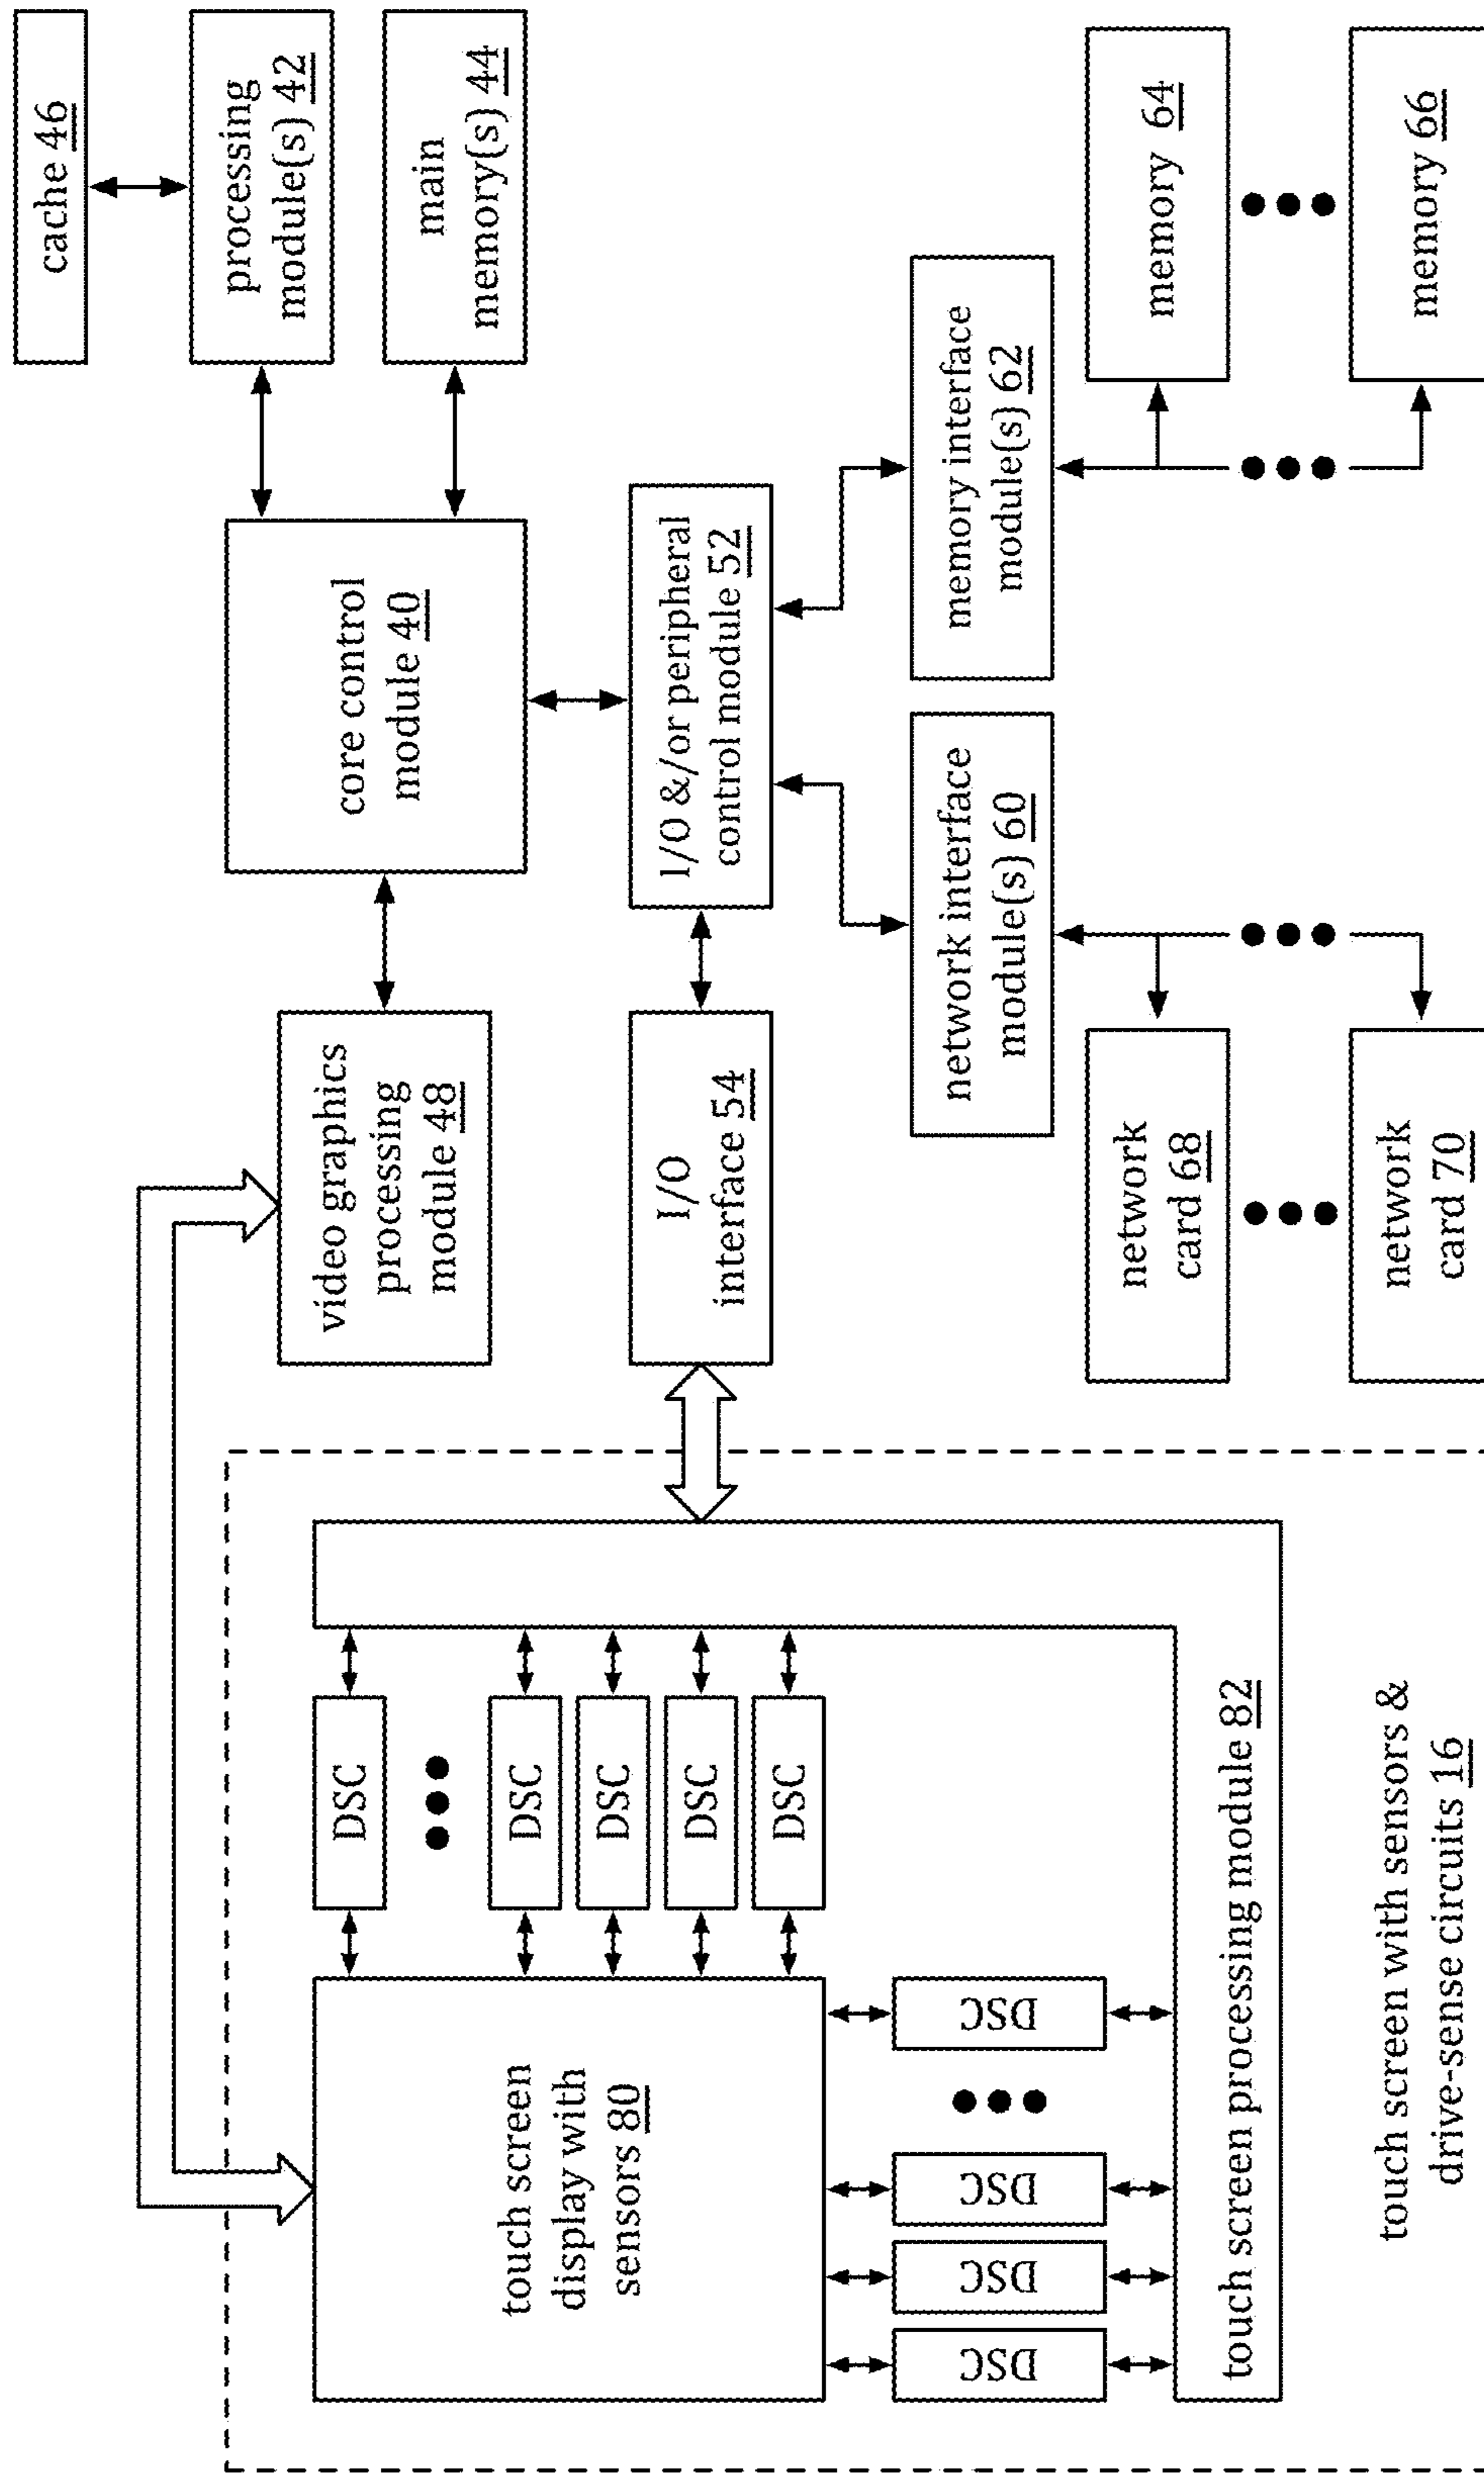 cache 46
processing
module(s) 42
main
memory(s) 44
core control
module 40
video graphics
processing
module 48
I/O &/or peripheral
control module 52
I/O
interface 54
memory interface
module(s) 62
network interface
module(s) 60
memory 64
memory 66
network
card 68
network
card 70
DSC
DSC
DSC
DSC
DSC
touch screen
display with
sensors 80
DSC
DSC
DSC
DSC
touch screen processing module 82
touch screen with sensors &
drive-sense circuits 16